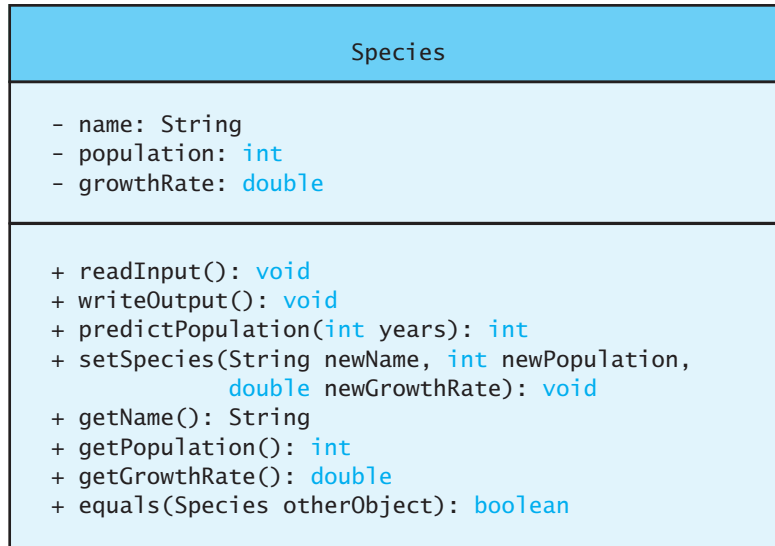 Species
- name: String
- population: int
- growthRate: double
+ readInput(): void
+ writeOutput(): void
+ predictPopulation(int years): int
+ setSpecies(String newName, int newPopulation,
double newGrowthRate): void
+ getName(): String
+ getPopulation(): int
+ getGrowthRate(): double
+ equals(Species otherObject): boolean